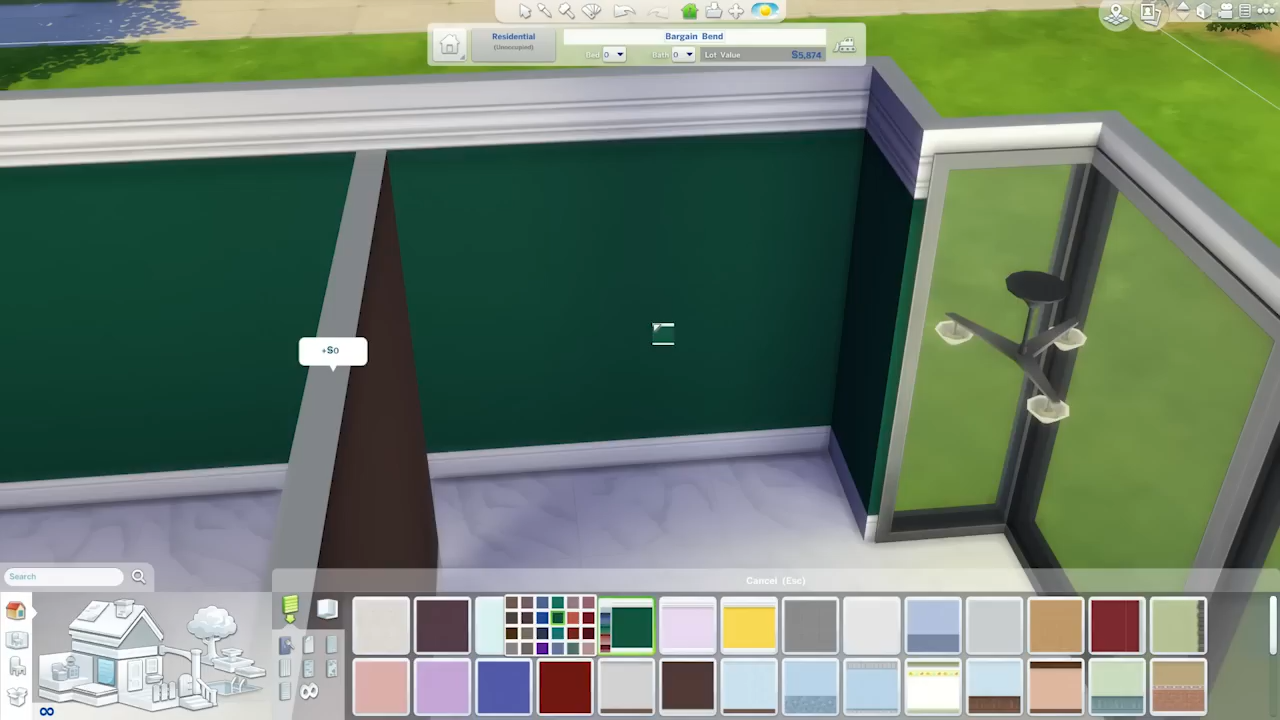 Residential
(Unoccupied)
Bargain Bend
Bed 0
Bath 0
Lot Value
§5,874
+§0
Search
Cancel (Esc)